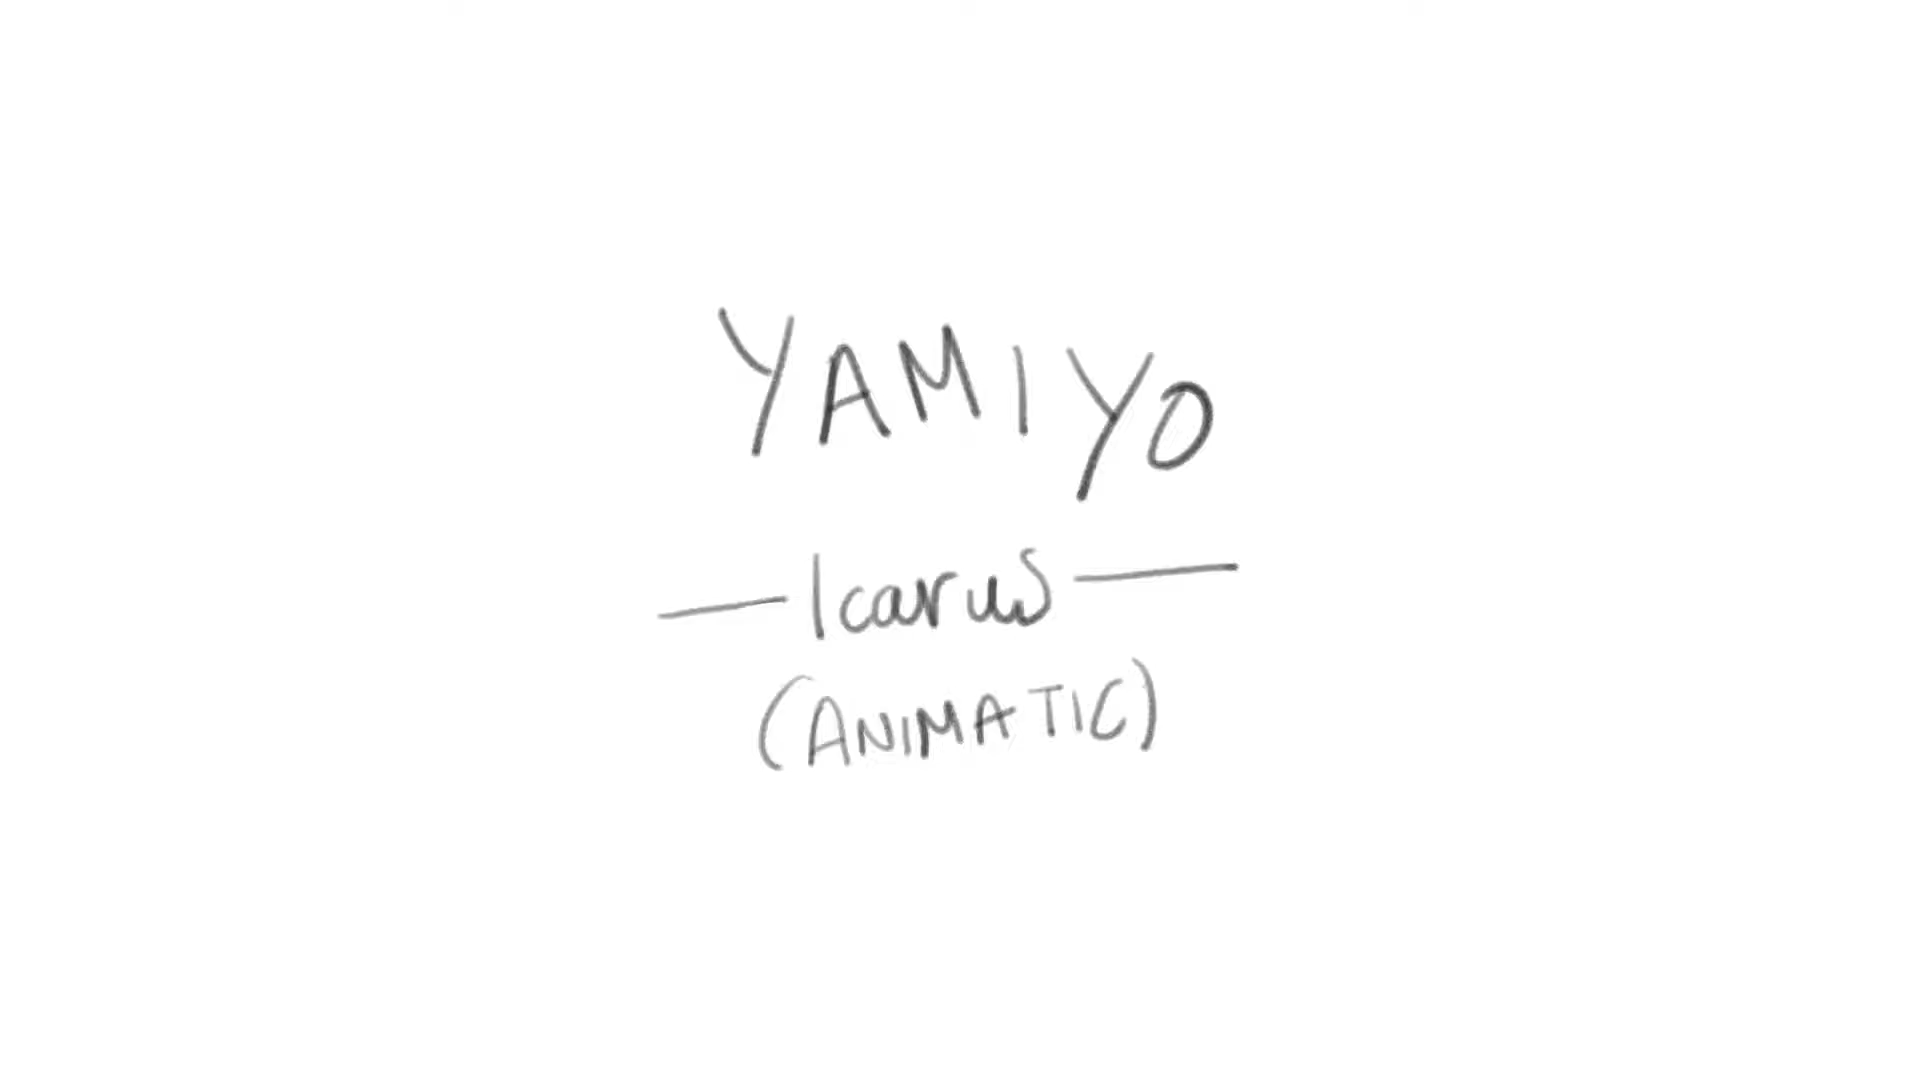 YAMIYO
— Icarus —
(ANIMATIC)